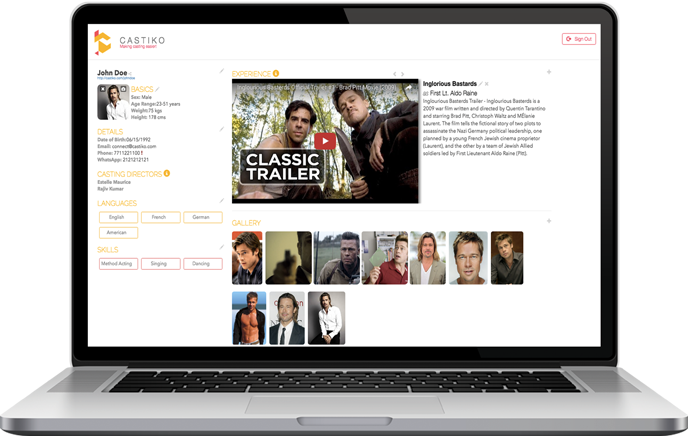 CASTIKO
Making casting easier!
Sign Out
John Doe
BASICS
Sex: Male
Age Range:23-51 years
Weight:75 kgs
Height: 178 cms
DETAILS
Date of Birth:06/15/1992
Email: connect@castiko.com
Phone: 7711221100
WhatsApp: 2121212121
CASTING DIRECTORS
Estelle Maurice
Rajiv Kumar
LANGUAGES
English
French
German
American
SKILLS
Method Acting
Singing
Dancing
EXPERIENCE
Inglourious Basterds Official Trailer #1 - Brad Pitt Movie (2009)
CLASSIC
TRAILER
Inglorious Bastards
as First Lt. Aldo Raine
Inglourious Basterds Trailer - Inglourious Basterds is a
2009 war film written and directed by Quentin Tarantino
and starring Brad Pitt, Christoph Waltz and MÈlanie
Laurent. The film tells the fictional story of two plots to
assassinate the Nazi Germany political leadership, one
planned by a young French Jewish cinema proprietor
(Laurent), and the other by a team of Jewish Allied
soldiers led by First Lieutenant Aldo Raine (Pitt).
GALLERY